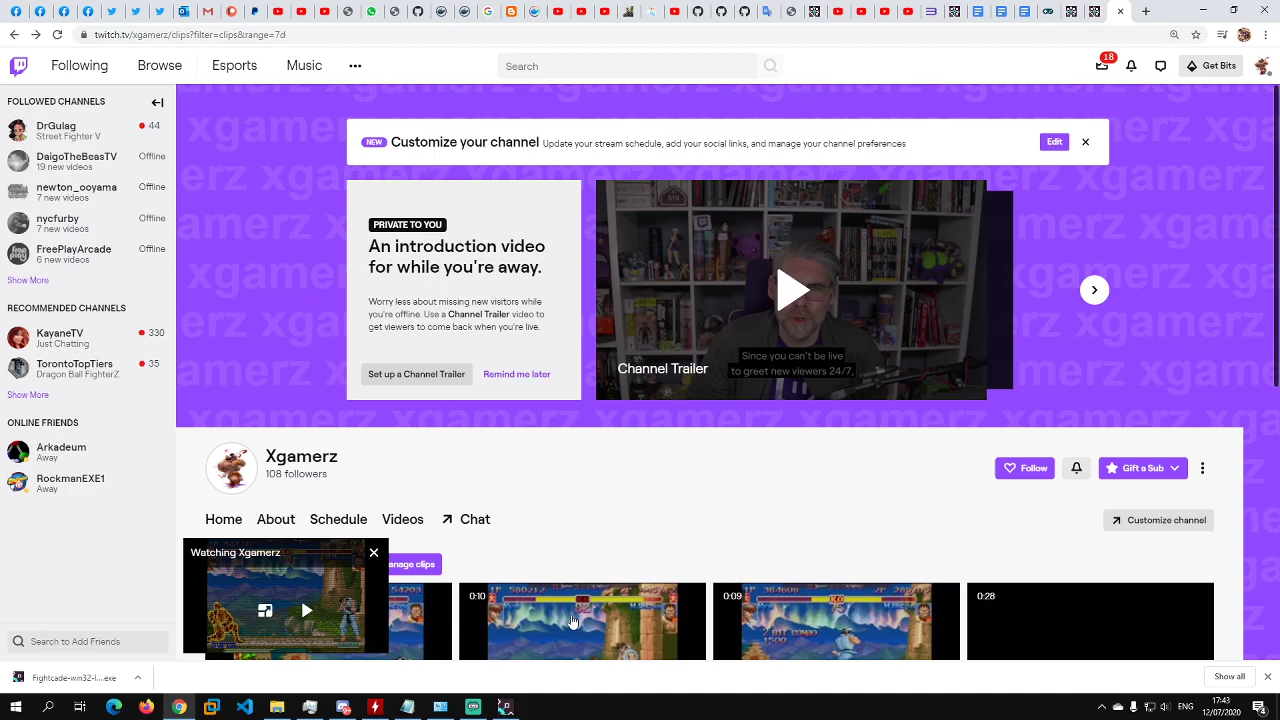 twitch.tv/xgamerz/clips?filter=clips&range=7d
Following Browse Esports Music
Search
18
Get Bits
FOLLOWED CHANNELS
DrGulag 44
Street Fighter V
DaigoTheBeasTV Offline
19 new videos
newton_ooyama Offline
7 new videos
nycfurby Offline
7 new videos
FreePlayArcade Offline
6 new videos
Show More
RECOMMENDED CHANNELS
KayaneTV 330
Just Chatting
TorontoTopTiers 35
Dragon Ball FighterZ
Show More
ONLINE FRIENDS
Arkadeum
Away
RockmanEXE1
Away
Search to Add Friends
NEW Customize your channel Update your stream schedule, add your social links, and manage your channel preferences
Edit
PRIVATE TO YOU
An introduction video
for while you're away.
Worry less about missing new visitors while
you're offline. Use a Channel Trailer video to
get viewers to come back when you're live.
Set up a Channel Trailer Remind me later
Since you can't be live
to greet new viewers 24/7,
Channel Trailer
Xgamerz
108 followers
Follow
Gift a Sub
Home About Schedule Videos Chat
Customize channel
Watching Xgamerz
anage clips
0:10
0:09
0:28
Fightcade-win32-l....exe
Show all
ENG
17:43
12/07/2020
4